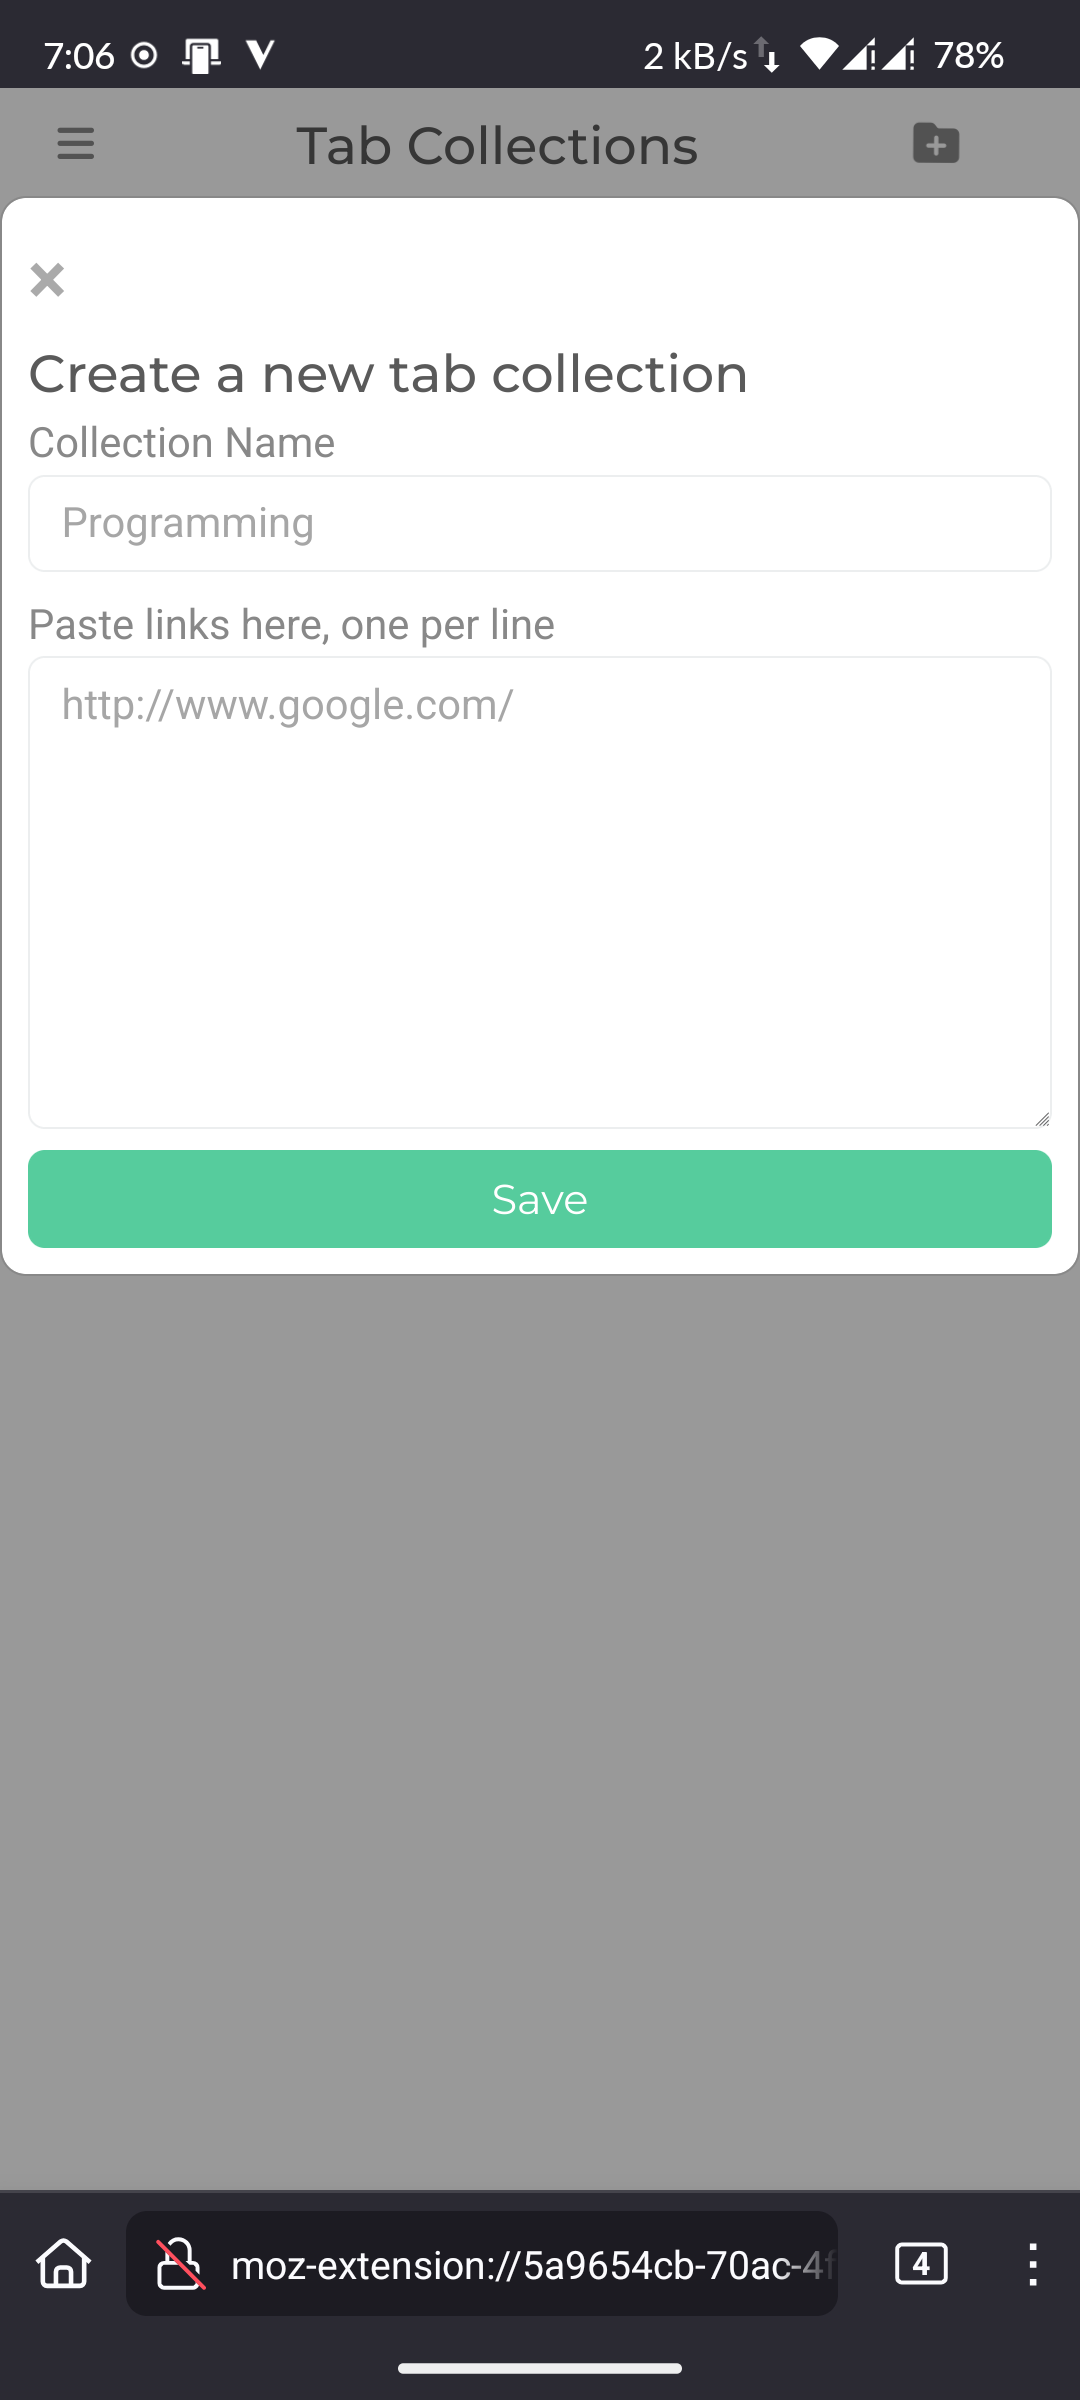 7:06 2 kB/s 78%
Tab Collections
Create a new tab collection
Collection Name
Programming
Paste links here, one per line
http://www.google.com/
Save
moz-extension://5a9654cb-70ac-4f
4